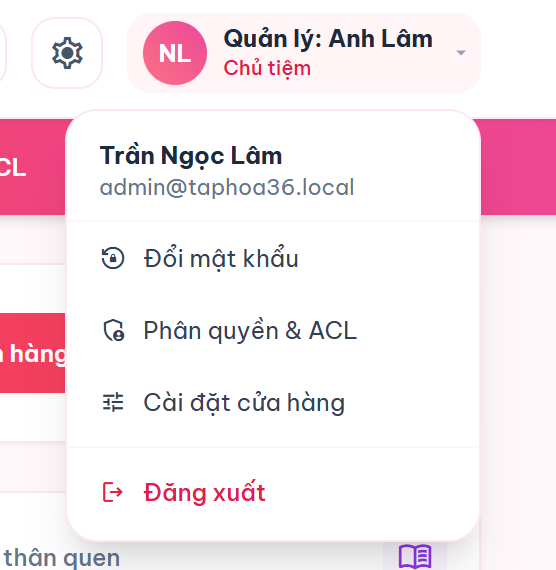 NL
Quản lý: Anh Lâm
Chủ tiệm
CL
Trần Ngọc Lâm
admin@taphoa36.local
Đổi mật khẩu
Phân quyền & ACL
hàng
Cài đặt cửa hàng
Đăng xuất
thân quen